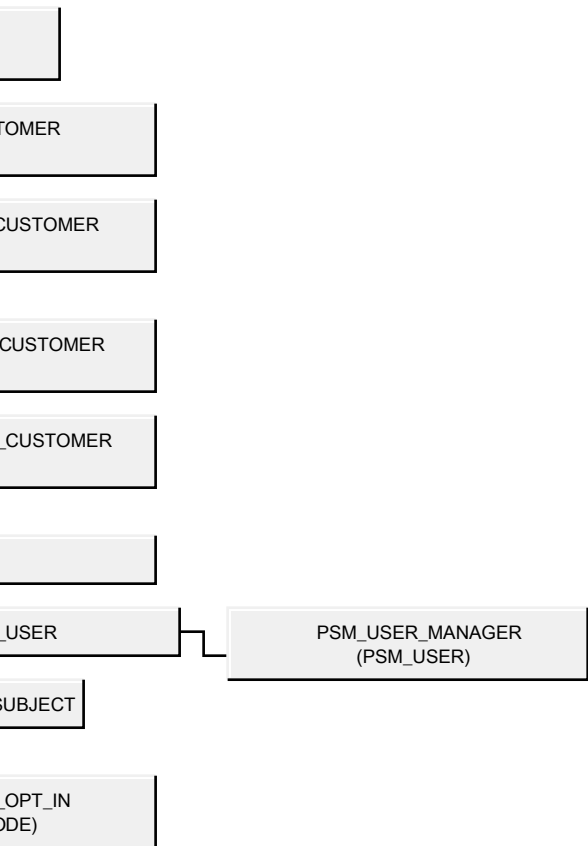 TOMER
CUSTOMER
CUSTOMER
_CUSTOMER
_USER
PSM_USER_MANAGER
(PSM_USER)
SUBJECT
_OPT_IN
ODE)